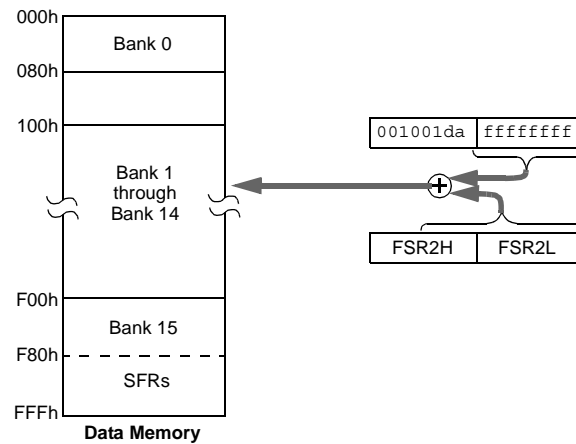 000h
Bank 0
080h
100h
Bank 1
through
Bank 14
F00h
Bank 15
F80h
SFRs
FFFh
Data Memory
001001da ffffffff
FSR2H FSR2L